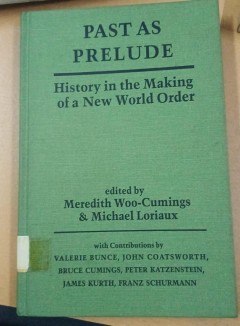 PAST AS
PRELUDE
History in the Making
of a New World Order
edited by
Meredith Woo-Cumings
& Michael Loriaux
with Contributions by
VALERIE BUNCE, JOHN COATSWORTH,
BRUCE CUMINGS, PETER KATZENSTEIN,
JAMES KURTH, FRANZ SCHURMANN